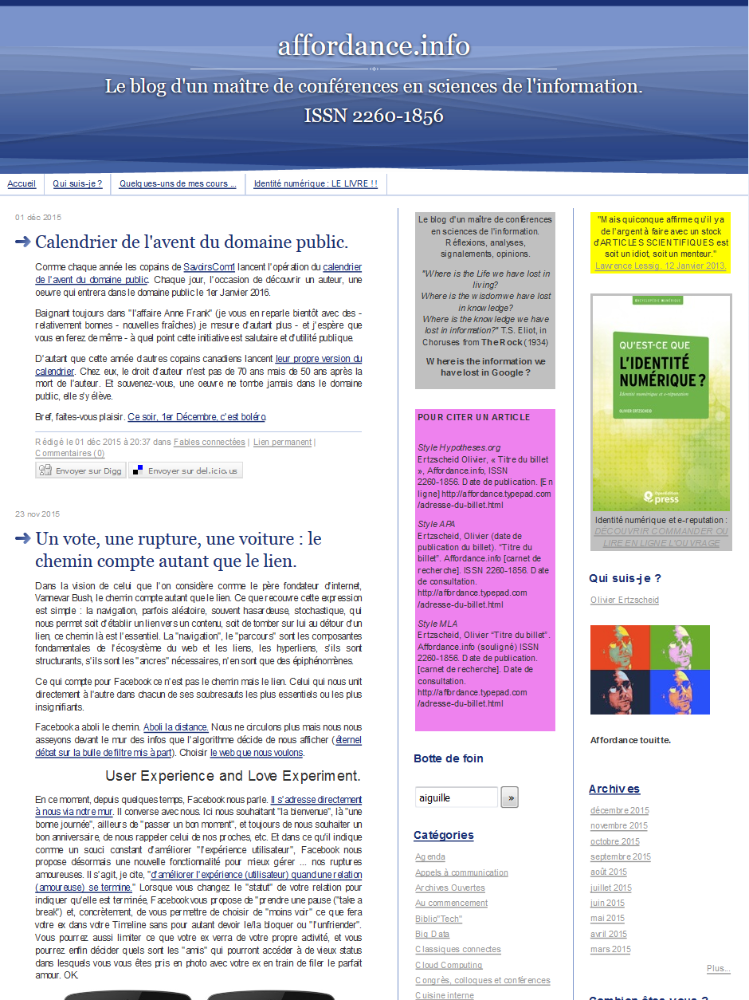 affordance.info
Le blog d'un maître de conférences en sciences de l'information.
ISSN 2260-1856
Accueil
Qui suis-je ?
Quelques-uns de mes cours ...
Identité numérique : LE LIVRE ! !
01 déc 2015
Calendrier de l'avent du domaine public.
Comme chaque année les copains de SavoirsCom1 lancent l'opération du calendrier
de l'avent du domaine public. Chaque jour, l'occasion de découvrir un auteur, une
oeuvre qui entrera dans le domaine public le 1er Janvier 2016.
Baignant toujours dans "l'affaire Anne Frank" (je vous en reparle bientôt avec des -
relativement bonnes - nouvelles fraîches) je mesure d'autant plus - et j'espère que
vous en ferez de même - à quel point cette initiative est salutaire et d'utilité publique.
D'autant que cette année d'autres copains canadiens lancent leur propre version du
calendrier. Chez eux, le droit d'auteur n'est pas de 70 ans mais de 50 ans après la
mort de l'auteur. Et souvenez-vous, une oeuvre ne tombe jamais dans le domaine
public, elle s'y élève.
Bref, faites-vous plaisir. Ce soir, 1er Décembre, c'est boléro.
Rédigé le 01 déc 2015 à 20:37 dans Fables connectées | Lien permanent |
Commentaires (0)
Envoyer sur Digg
Envoyer sur del.icio.us
23 nov 2015
Un vote, une rupture, une voiture : le
chemin compte autant que le lien.
Dans la vision de celui que l'on considère comme le père fondateur d'internet,
Vannevar Bush, le chemin compte autant que le lien. Ce que recouvre cette expression
est simple : la navigation, parfois aléatoire, souvent hasardeuse, stochastique, qui
nous permet soit d'établir un lien vers un contenu, soit de tomber sur lui au détour d'un
lien, ce chemin là est l'essentiel. La "navigation", le "parcours" sont les composantes
fondamentales de l'écosystème du web et les liens, les hyperliens, s'ils sont
structurants, s'ils sont les "ancres" nécessaires, n'en sont que des épiphénomènes.
Ce qui compte pour Facebook ce n'est pas le chemin mais le lien. Celui qui nous unit
directement à l'autre dans chacun de ses soubresauts les plus essentiels ou les plus
insignifiants.
Facebook a aboli le chemin. Aboli la distance. Nous ne circulons plus mais nous nous
asseyons devant le mur des infos que l'algorithme décide de nous afficher (éternel
débat sur la bulle de filtre mis à part). Choisir le web que nous voulons.
User Experience and Love Experiment.
En ce moment, depuis quelques temps, Facebook nous parle. Il s'adresse directement
à nous via notre mur. Il converse avec nous. Ici nous souhaitant "la bienvenue", là "une
bonne journée", ailleurs de "passer un bon moment", et toujours de nous souhaiter un
bon anniversaire, de nous rappeler celui de nos proches, etc. Et dans ce qu'il indique
comme un souci constant d'améliorer "l'expérience utilisateur", Facebook nous
propose désormais une nouvelle fonctionnalité pour mieux gérer ... nos ruptures
amoureuses. Il s'agit, je cite, "d'améliorer l'expérience (utilisateur) quand une relation
(amoureuse) se termine." Lorsque vous changez le "statut" de votre relation pour
indiquer qu'elle est terminée, Facebook vous propose de "prendre une pause ("take a
break") et, concrètement, de vous permettre de choisir de "moins voir" ce que fera
votre ex dans votre Timeline sans pour autant devoir le/la bloquer ou "l'unfriender".
Vous pourrez aussi limiter ce que votre ex verra de votre propre activité, et vous
pourrez enfin décider quels sont les "amis" qui pourront accéder à de vieux status
dans lesquels vous vous êtes pris en photo avec votre ex en train de filer le parfait
amour. OK.
Le blog d'un maître de conférences
en sciences de l'information.
Réflexions, analyses,
signalements, opinions.
"Where is the Life we have lost in
living?
Where is the wisdom we have lost
in knowledge?
Where is the knowledge we have
lost in information?" T.S. Eliot, in
Choruses from The Rock (1934)
Where is the information we
have lost in Google ?
POUR CITER UN ARTICLE
Style Hypotheses.org
Ertzscheid Olivier, « Titre du billet
», Affordance.info, ISSN
2260-1856. Date de publication. [En
ligne] http://affordance.typepad.com
/adresse-du-billet.html
Style APA
Ertzscheid, Olivier (date de
publication du billet). "Titre du
billet". Affordance.info [carnet de
recherche]. ISSN 2260-1856. Date
de consultation.
http://affordance.typepad.com
/adresse-du-billet.html
Style MLA
Ertzscheid, Olivier "Titre du billet".
Affordance.info (souligné) ISSN
2260-1856. Date de publication.
[carnet de recherche]. Date de
consultation.
http://affordance.typepad.com
/adresse-du-billet.html
Botte de foin
aiguille
»
Catégories
Agenda
Appels à communication
Archives Ouvertes
Au commencement
Biblio"Tech"
Big Data
Classiques connectes
Cloud Computing
Congrès, colloques et conférences
Cuisine interne
"Mais quiconque affirme qu'il y a
de l'argent à faire avec un stock
d'ARTICLES SCIENTIFIQUES est
soit un idiot, soit un menteur."
Lawrence Lessig. 12 Janvier 2013.
ENCYCLOPÉDIE NUMÉRIQUE
QU'EST-CE QUE
L'IDENTITÉ
NUMÉRIQUE ?
Identité numérique et e-réputation
OLIVIER ERTZSCHEID
OpenEdition
press
Identité numérique et e-reputation :
DÉCOUVRIR COMMANDER OU
LIRE EN LIGNE L'OUVRAGE
Qui suis-je ?
Olivier Ertzscheid
Affordance touitte.
Archives
décembre 2015
novembre 2015
octobre 2015
septembre 2015
août 2015
juillet 2015
juin 2015
mai 2015
avril 2015
mars 2015
Plus...
Combien êtes-vous ?